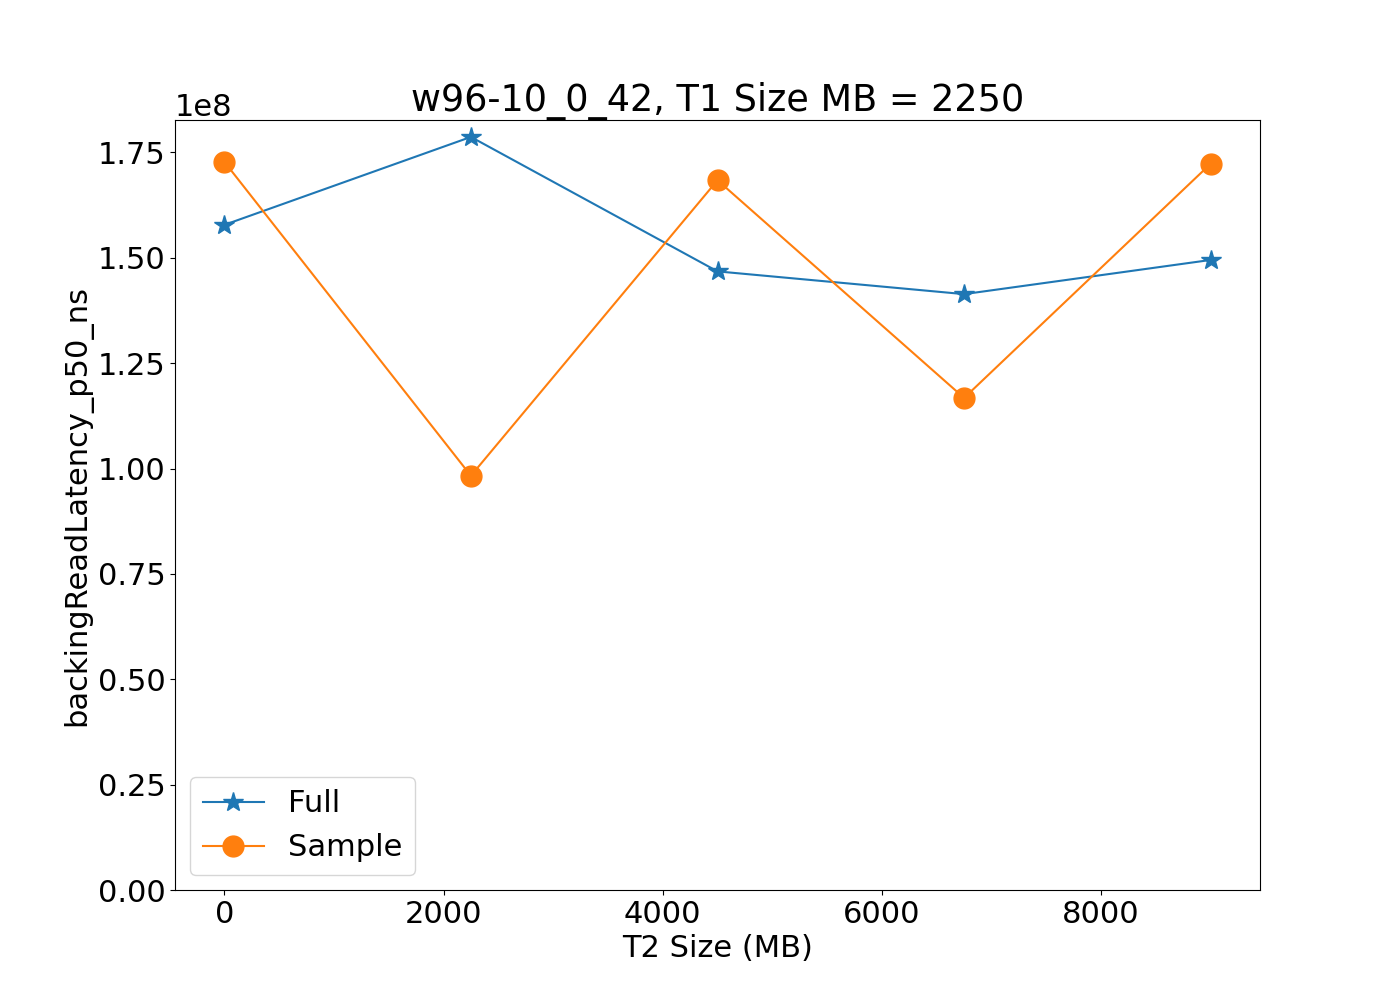 w96-10_0_42, T1 Size MB = 2250
1e8
1.75
1.50
1.25
1.00
0.75
0.50
0.25
0.00
backingReadLatency_p50_ns
Full
Sample
0 2000 4000 6000 8000
T2 Size (MB)